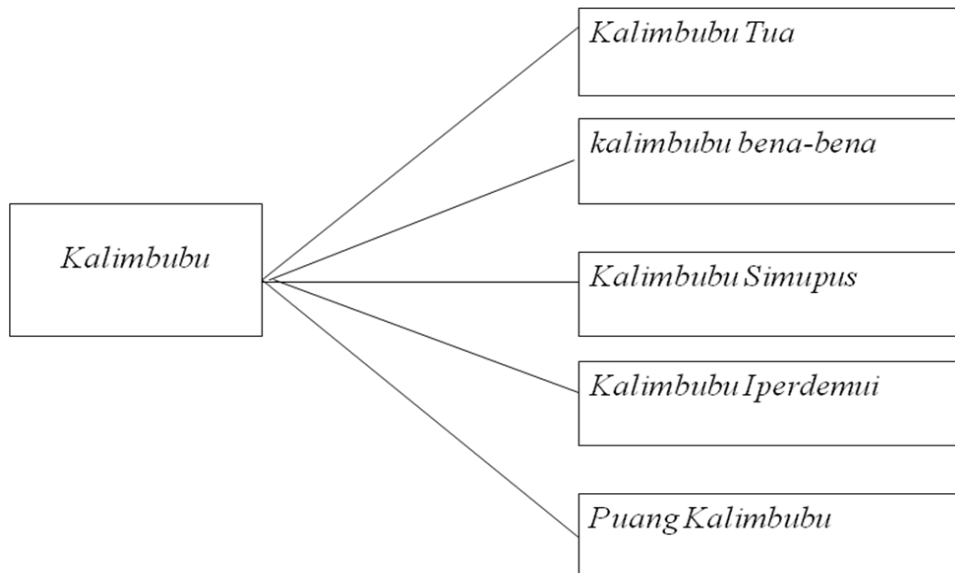 Kalimbubu
Kalimbubu Tua
kalimbubu bena-bena
Kalimbubu Simupus
Kalimbubu Iperdemui
Puang Kalimbubu